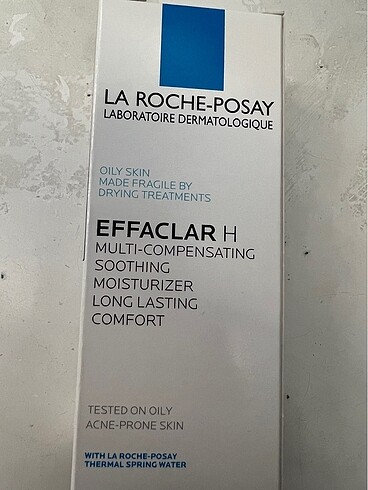 LA ROCHE-POSAY
LABORATOIRE DERMATOLOGIQUE
OILY SKIN
MADE FRAGILE BY
DRYING TREATMENTS
EFFACLAR H
MULTI-COMPENSATING
SOOTHING
MOISTURIZER
LONG LASTING
COMFORT
TESTED ON OILY
ACNE-PRONE SKIN
WITH LA ROCHE-POSAY
THERMAL SPRING WATER